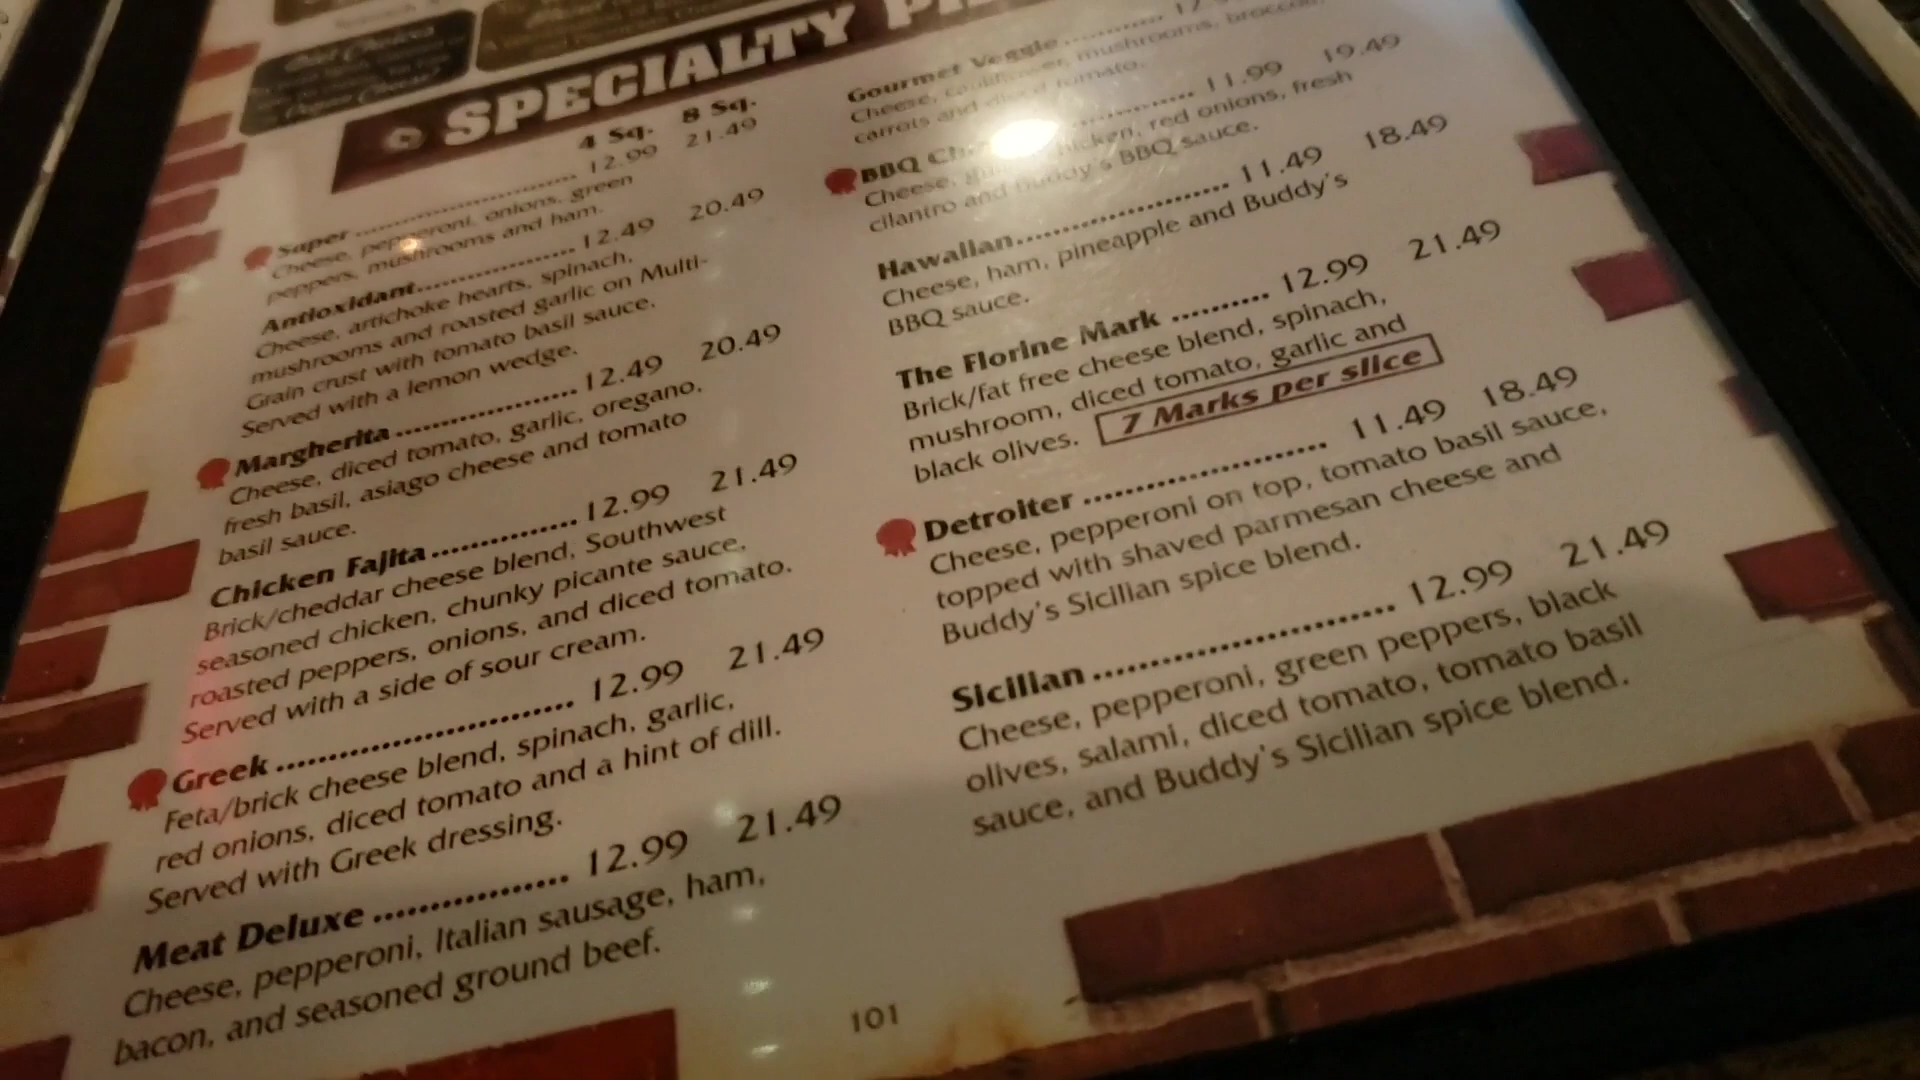 SPECIALTY
4 Sq. 8 Sq.
Super 12.99 21.49
Cheese, pepperoni, onions, green
peppers, mushrooms and ham.
Antioxidant 12.49 20.49
Cheese, artichoke hearts, spinach,
mushrooms and roasted garlic on Multi-
Grain crust with tomato basil sauce.
Served with a lemon wedge.
Margherita 12.49 20.49
Cheese, diced tomato, garlic, oregano,
fresh basil, asiago cheese and tomato
basil sauce.
Chicken Fajita 12.99 21.49
Brick/cheddar cheese blend, Southwest
seasoned chicken, chunky picante sauce,
roasted peppers, onions, and diced tomato.
Served with a side of sour cream.
Greek 12.99 21.49
Feta/brick cheese blend, spinach, garlic,
red onions, diced tomato and a hint of dill.
Served with Greek dressing.
Meat Deluxe 12.99 21.49
Cheese, pepperoni, Italian sausage, ham,
bacon, and seasoned ground beef.
Gourmet Veggie
Cheese, cauliflower, mushrooms, broccoli,
carrots and diced tomato.
BBQ 11.99 19.49
Cheese, chicken, red onions, fresh
cilantro and Buddy's BBQ sauce.
Hawaiian 11.49 18.49
Cheese, ham, pineapple and Buddy's
BBQ sauce.
The Florine Mark 12.99 21.49
Brick/fat free cheese blend, spinach,
mushroom, diced tomato, garlic and
black olives. 7 Marks per slice
Detroiter 11.49 18.49
Cheese, pepperoni on top, tomato basil sauce,
topped with shaved parmesan cheese and
Buddy's Sicilian spice blend.
Sicilian 12.99 21.49
Cheese, pepperoni, green peppers, black
olives, salami, diced tomato, tomato basil
sauce, and Buddy's Sicilian spice blend.
101